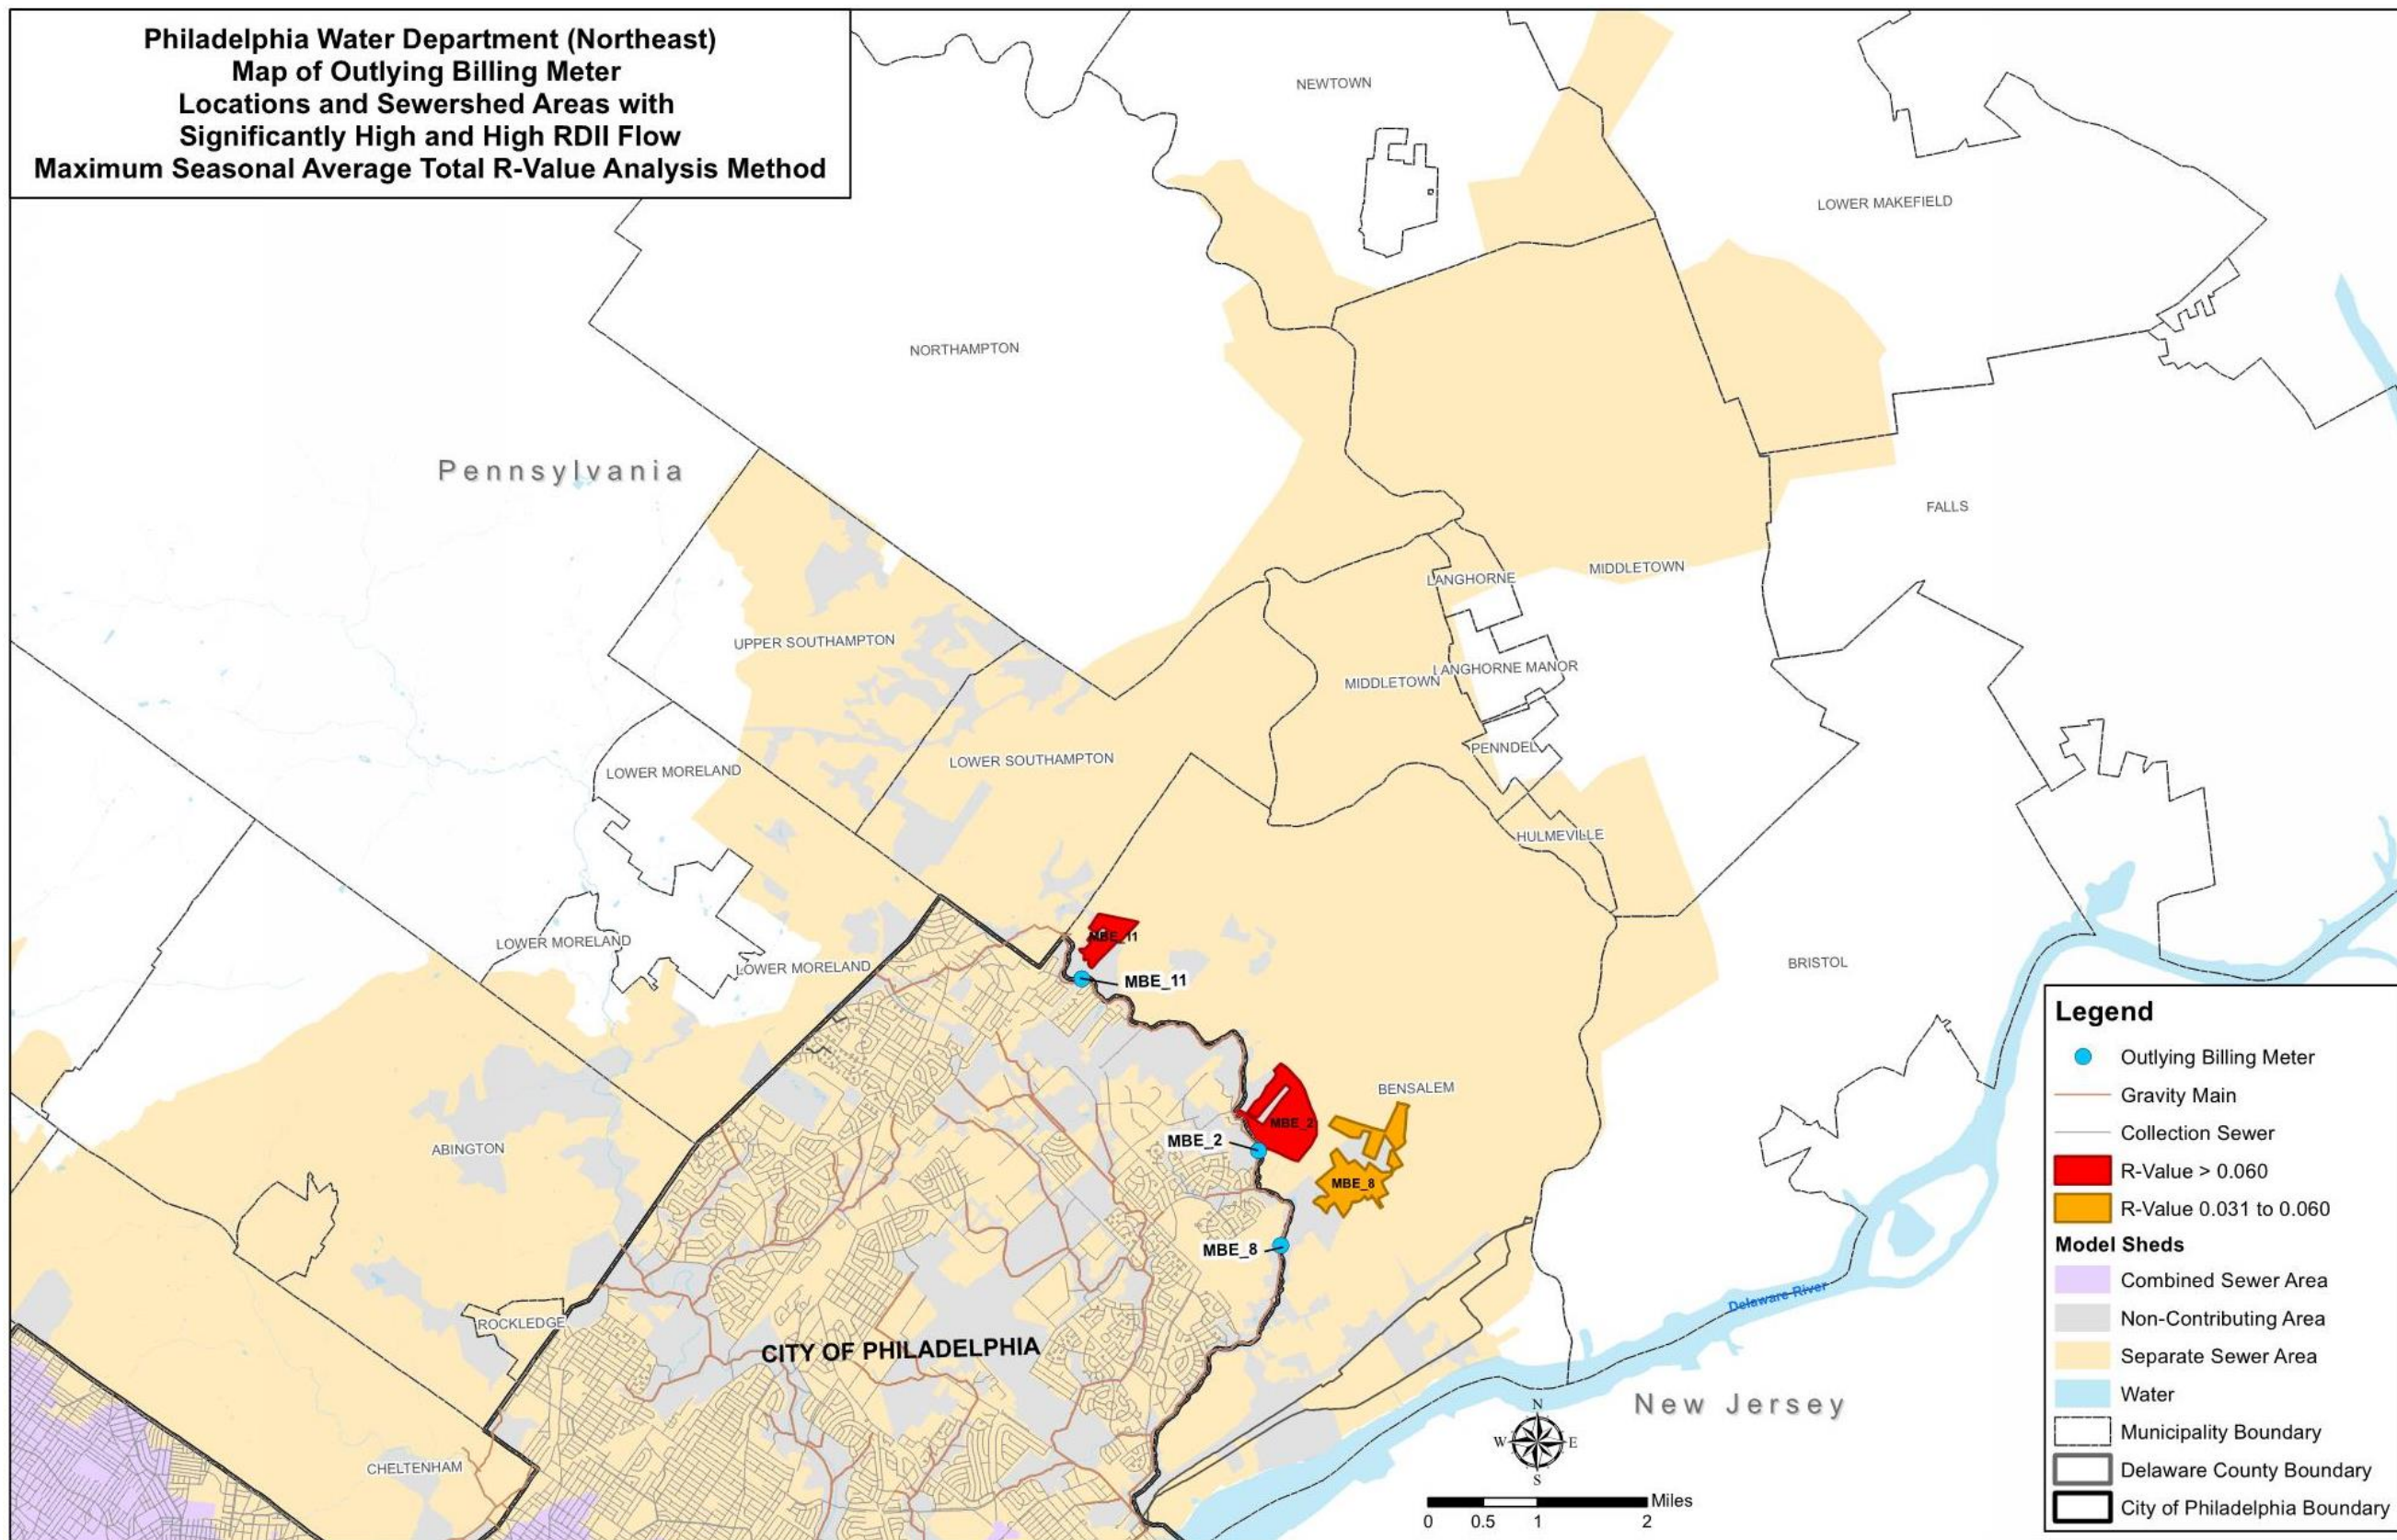 Philadelphia Water Department (Northeast)
Map of Outlying Billing Meter
Locations and Sewershed Areas with
Significantly High and High RDII Flow
Maximum Seasonal Average Total R-Value Analysis Method
NEWTOWN
LOWER MAKEFIELD
NORTHAMPTON
Pennsylvania
FALLS
LANGHORNE
MIDDLETOWN
UPPER SOUTHAMPTON
LANGHORNE MANOR
MIDDLETOWN
PENNDEL
LOWER SOUTHAMPTON
LOWER MORELAND
HULMEVILLE
MBE_11
LOWER MORELAND
LOWER MORELAND
MBE_11
BRISTOL
BENSALEM
MBE_2
MBE_2
ABINGTON
MBE_8
MBE_8
Delaware River
ROCKLEDGE
CITY OF PHILADELPHIA
New Jersey
CHELTENHAM
N
W E
S
Miles
0 0.5 1 2
Legend
Outlying Billing Meter
Gravity Main
Collection Sewer
R-Value > 0.060
R-Value 0.031 to 0.060
Model Sheds
Combined Sewer Area
Non-Contributing Area
Separate Sewer Area
Water
Municipality Boundary
Delaware County Boundary
City of Philadelphia Boundary